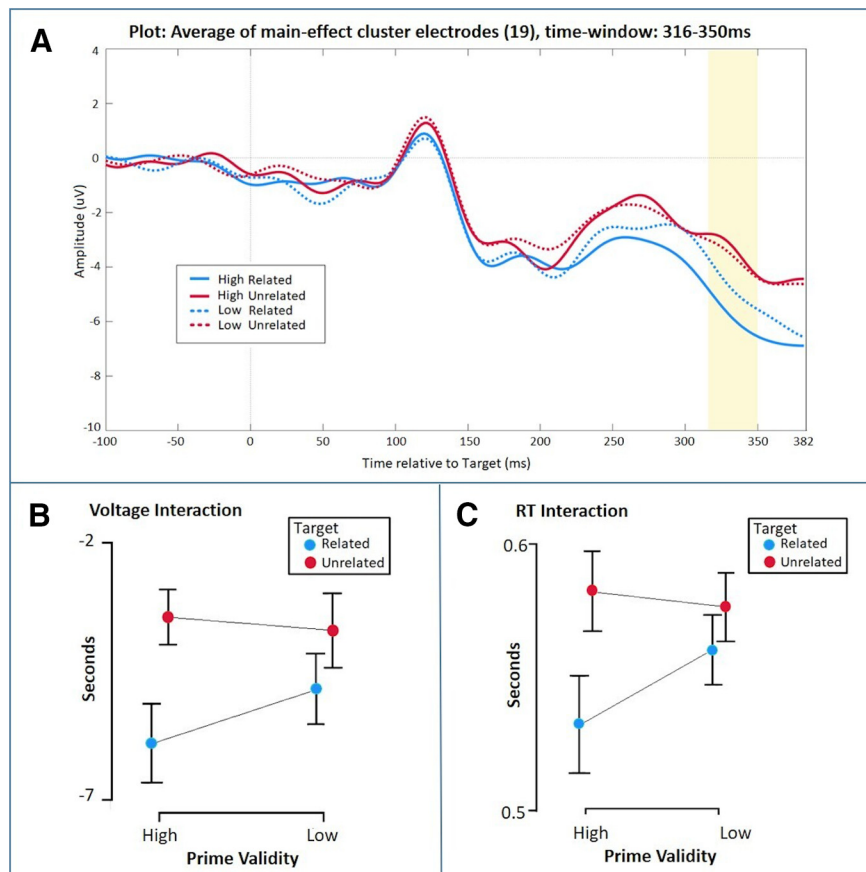 A
Plot: Average of main-effect cluster electrodes (19), time-window: 316-350ms
4
2
0
-2
-4
-6
-8
-10
Amplitude (uV)
High Related
High Unrelated
Low Related
Low Unrelated
-100 -50 0 50 100 150 200 250 300 350 382
Time relative to Target (ms)
B
Voltage Interaction
Target
Related
Unrelated
-2
Seconds
-7
High Low
Prime Validity
C
RT Interaction
Target
Related
Unrelated
0.6
Seconds
0.5
High Low
Prime Validity